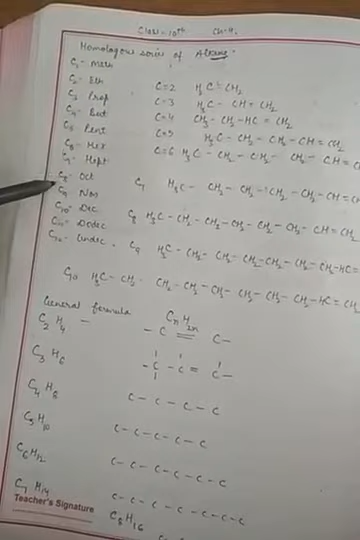 Class - 10th Ch-4.
Homologous series of Alkene.
C1- Meth
C2- Eth C=2 H2C = CH2
C3- Prop C=3 H3C - CH = CH2
C4- But C=4 CH3 - CH2 - HC = CH2
C5- Pent C=5 H3C - CH2 - CH2 - CH = CH2
C6- Hex C=6 H3C - CH2 - CH2 - CH2 - CH = CH
C7- Hept
C8- Oct C7 H3C - CH2 - CH2 - CH2 - CH2 - CH = CH
C9- Non
C10- Dec C8 H3C - CH2 - CH2 - CH2 - CH2 - CH2 - CH = CH2
Dodec
Undec C9 H3C - CH2 - CH2 - CH2 - CH2 - CH2 - CH2 - HC =
C10 H3C - CH2 - CH2 - CH2 - CH2 - CH2 - CH2 - CH2 - HC = CH2
General formula CnH2n
C2H4 - - C = C -
C3H6 - C - C = C -
C4H8 C - C - C - C
C5H10 C - C - C - C - C
C6H12 C - C - C - C - C - C
C7H14 C - C - C - C - C - C - C
Teacher's Signature
C8H16